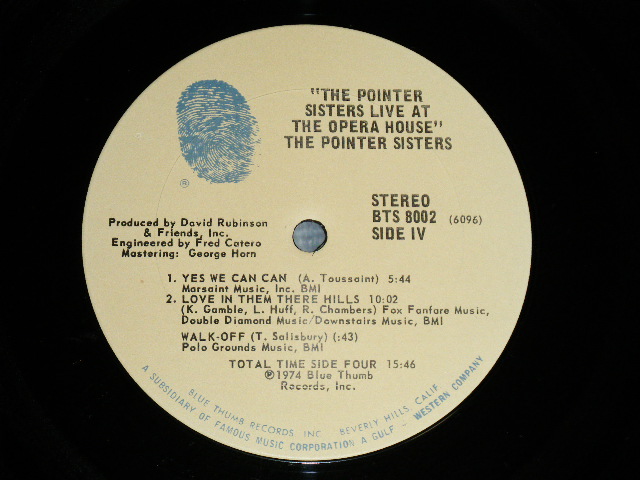 "THE POINTER
SISTERS LIVE AT
THE OPERA HOUSE"
THE POINTER SISTERS
®
STEREO
BTS 8002 (6096)
SIDE IV
Produced by David Rubinson
& Friends, Inc.
Engineered by Fred Catero
Mastering: George Horn
1. YES WE CAN CAN (A. Toussaint) 5:44
Marsaint Music, Inc. BMI
2. LOVE IN THEM THERE HILLS 10:02
(K. Gamble, L. Huff, R. Chambers) Fox Fanfare Music,
Double Diamond Music/Downstairs Music, BMI
WALK-OFF (T. Salisbury) (:43)
Polo Grounds Music, BMI
TOTAL TIME SIDE FOUR 15:46
℗1974 Blue Thumb
Records, Inc.
BLUE THUMB RECORDS, INC. BEVERLY HILLS, CALIF.
A SUBSIDIARY OF FAMOUS MUSIC CORPORATION A GULF - WESTERN COMPANY